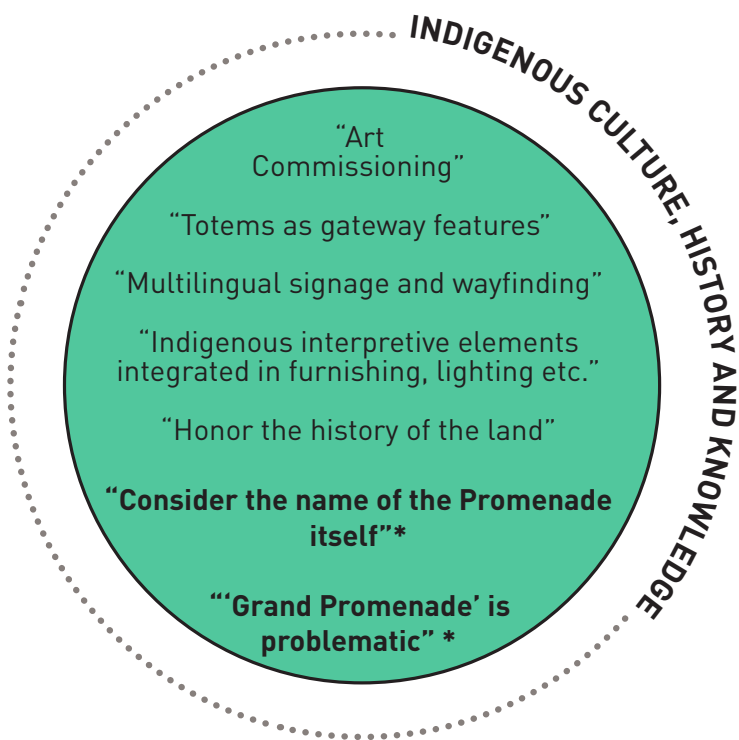 INDIGENOUS CULTURE, HISTORY AND KNOWLEDGE
“Art
Commissioning”
“Totems as gateway features”
“Multilingual signage and wayfinding”
“Indigenous interpretive elements
integrated in furnishing, lighting etc.”
“Honor the history of the land”
“Consider the name of the Promenade
itself”*
“‘Grand Promenade’ is
problematic” *